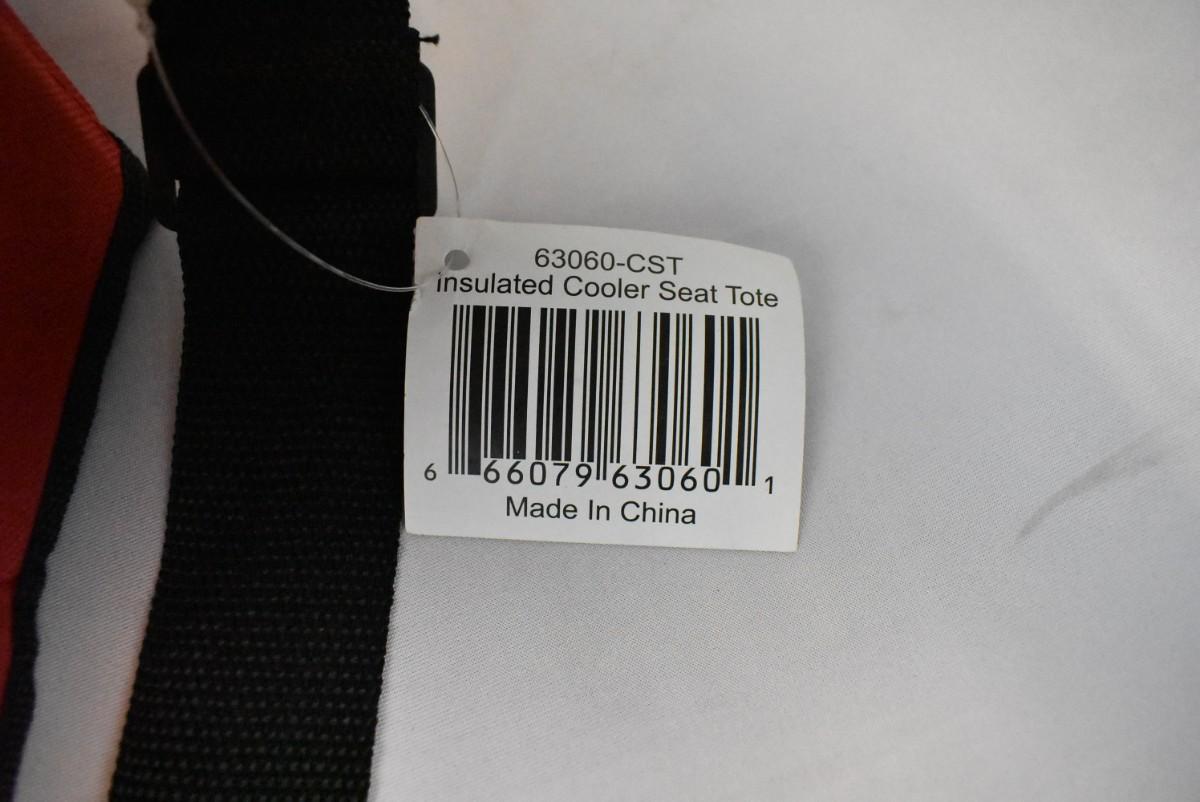 63060-CST
insulated Cooler Seat Tote
6 66079 63060 1
Made In China